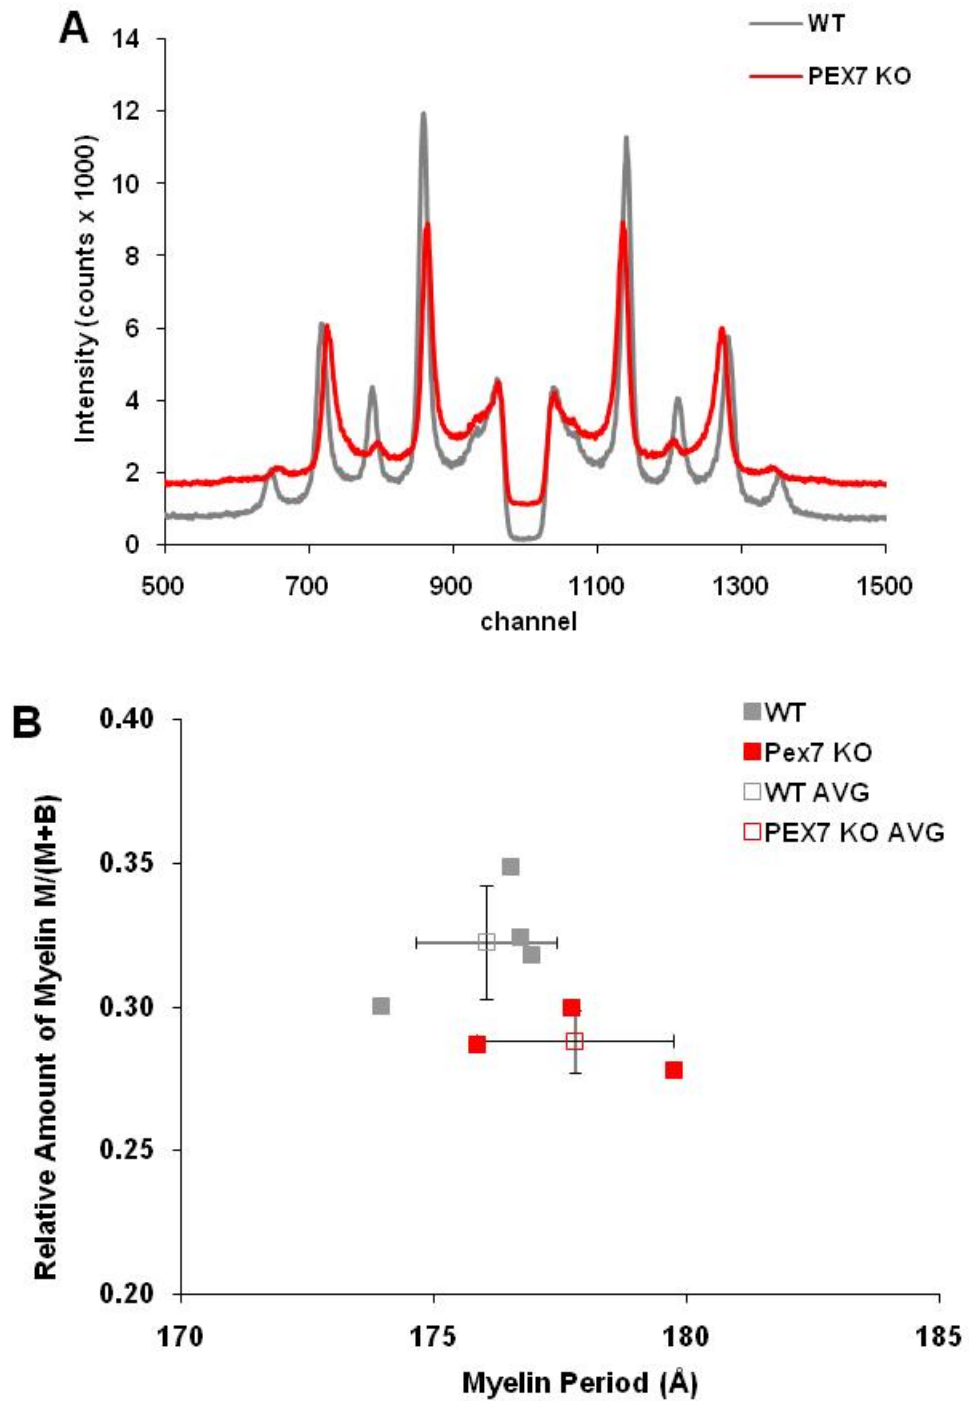 A
WT
PEX7 KO
Intensity (counts x 1000)
14
12
10
8
6
4
2
0
500 700 900 1100 1300 1500
channel
B
WT
Pex7 KO
WT AVG
PEX7 KO AVG
Relative Amount of Myelin M/(M+B)
0.40
0.35
0.30
0.25
0.20
170 175 180 185
Myelin Period (Å)